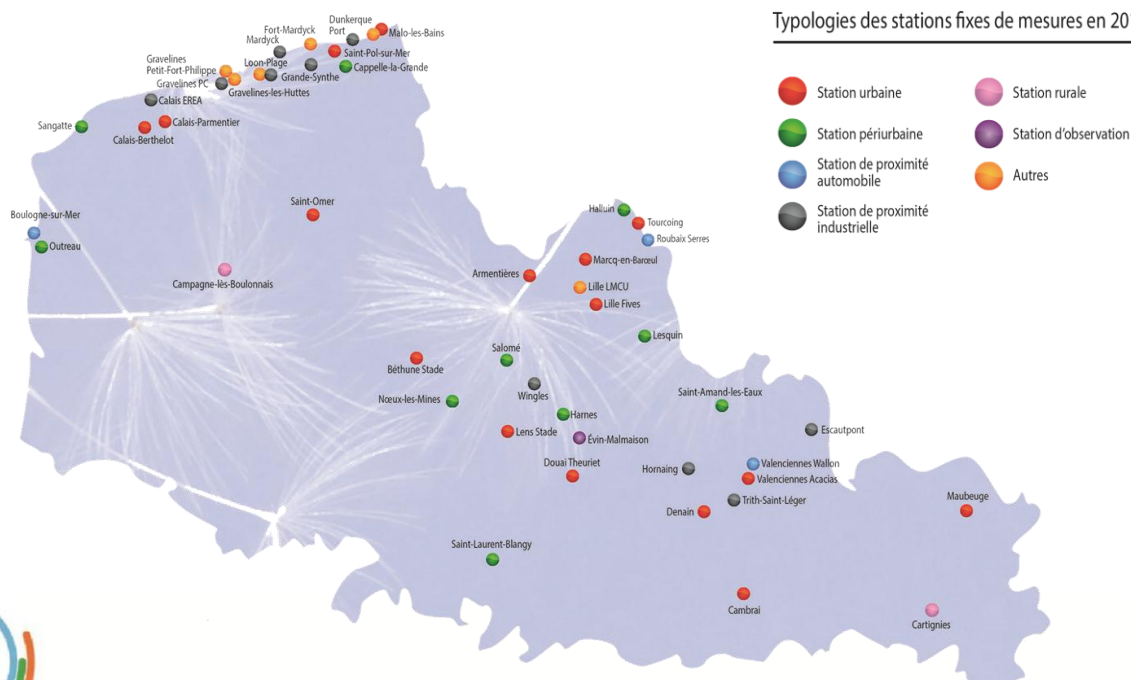 Typologies des stations fixes de mesures en 20
Station urbaine
Station périurbaine
Station de proximité
automobile
Station de proximité
industrielle
Station rurale
Station d'observation
Autres
Dunkerque
Port
Malo-les-Bains
Fort-Mardyck
Mardyck
Saint-Pol-sur-Mer
Cappelle-la-Grande
Gravelines
Petit-Fort-Philippe
Loon-Plage
Grande-Synthe
Gravelines PC
Gravelines-les-Huttes
Calais EREA
Calais-Parmentier
Sangatte
Calais-Berthelot
Saint-Omer
Boulogne-sur-Mer
Outreau
Campagne-lès-Boulonnais
Halluin
Tourcoing
Roubaix Serres
Marcq-en-Barœul
Armentières
Lille LMCU
Lille Fives
Lesquin
Salomé
Béthune Stade
Wingles
Nœux-les-Mines
Harnes
Saint-Amand-les-Eaux
Lens Stade
Évin-Malmaison
Escautpont
Douai Theuriet
Hornaing
Valenciennes Wallon
Valenciennes Acacias
Trith-Saint-Léger
Denain
Maubeuge
Saint-Laurent-Blangy
Cambrai
Cartignies